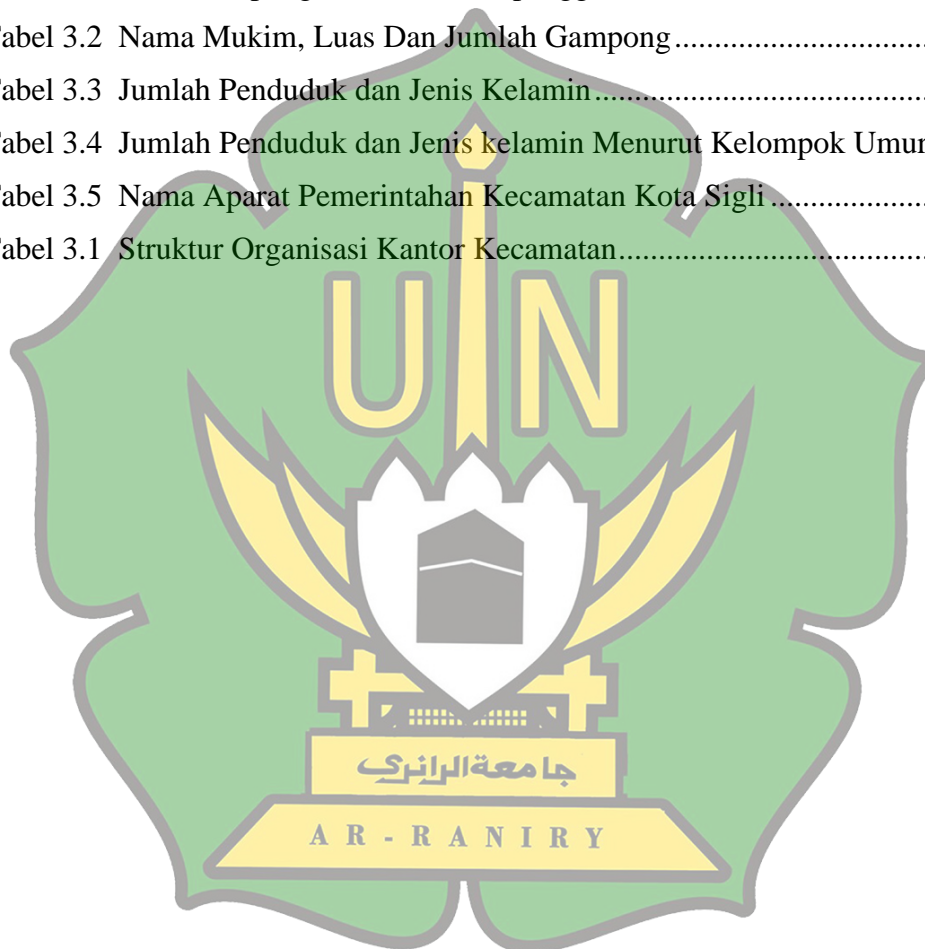 Tabel 3.2 Nama Mukim, Luas Dan Jumlah Gampong.................................
Tabel 3.3 Jumlah Penduduk dan Jenis Kelamin............................................
Tabel 3.4 Jumlah Penduduk dan Jenis kelamin Menurut Kelompok Umur
Tabel 3.5 Nama Aparat Pemerintahan Kecamatan Kota Sigli....................
Tabel 3.1 Struktur Organisasi Kantor Kecamatan.........................................
UIN
جامعة الرانرى
AR-RANIRY